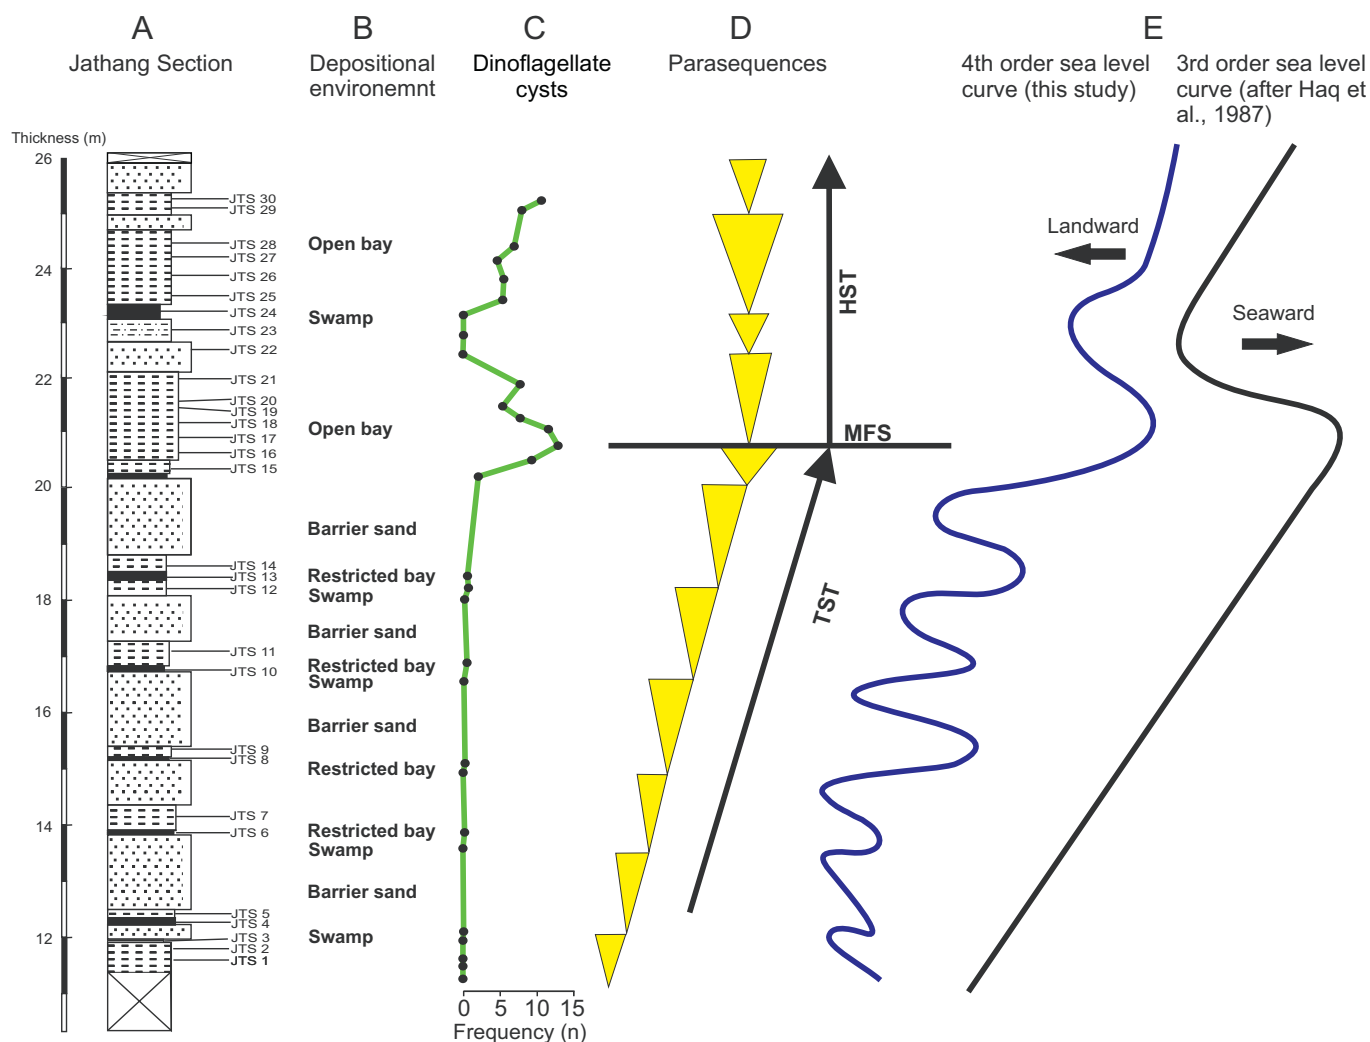 A
B
C
D
E
Jathang Section
Depositional
environemnt
Dinoflagellate
cysts
Parasequences
4th order sea level
curve (this study)
3rd order sea level
curve (after Haq et
al., 1987)
Thickness (m)
26
24
22
20
18
16
14
12
JTS 30
JTS 29
JTS 28
JTS 27
JTS 26
JTS 25
JTS 24
JTS 23
JTS 22
JTS 21
JTS 20
JTS 19
JTS 18
JTS 17
JTS 16
JTS 15
JTS 14
JTS 13
JTS 12
JTS 11
JTS 10
JTS 9
JTS 8
JTS 7
JTS 6
JTS 5
JTS 4
JTS 3
JTS 2
JTS 1
Open bay
Swamp
Open bay
Barrier sand
Restricted bay
Swamp
Barrier sand
Restricted bay
Swamp
Barrier sand
Restricted bay
Restricted bay
Swamp
Barrier sand
Swamp
0 5 10 15
Frequency (n)
HST
MFS
TST
Landward
Seaward